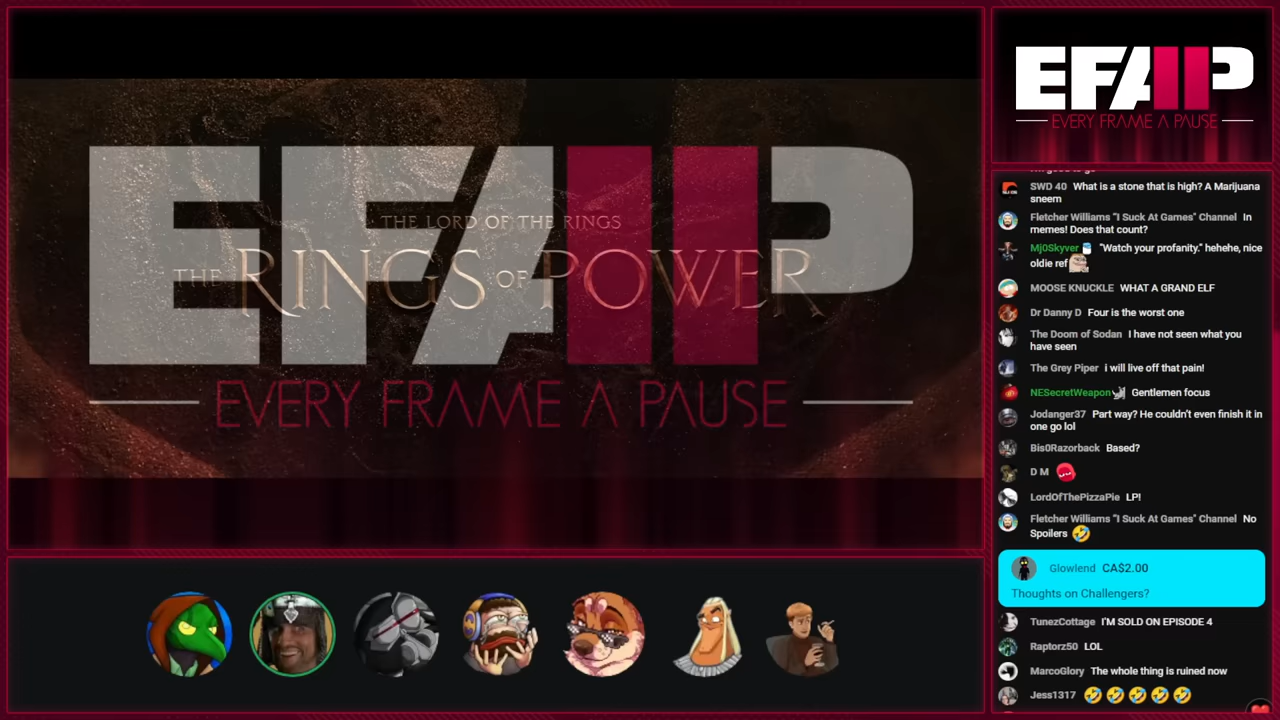 THE LORD OF THE RINGS
THE RINGS OF POWER
EFAP
EVERY FRAME A PAUSE
EFAP
EVERY FRAME A PAUSE
SWD 40 What is a stone that is high? A Marijuana
sneem
Fletcher Williams "I Suck At Games" Channel In
memes! Does that count?
Mj0Skyver "Watch your profanity." hehehe, nice
oldie ref
MOOSE KNUCKLE WHAT A GRAND ELF
Dr Danny D Four is the worst one
The Doom of Sodan I have not seen what you
have seen
The Grey Piper i will live off that pain!
NESecretWeapon Gentlemen focus
Jodanger37 Part way? He couldn't even finish it in
one go lol
Bis0Razorback Based?
D M
LordOfThePizzaPie LP!
Fletcher Williams "I Suck At Games" Channel No
Spoilers 🤣
Glowiend CA$2.00
Thoughts on Challengers?
TunezCottage I'M SOLD ON EPISODE 4
Raptorz50 LOL
MarcoGlory The whole thing is ruined now
Jess1317 🤣🤣🤣🤣🤣